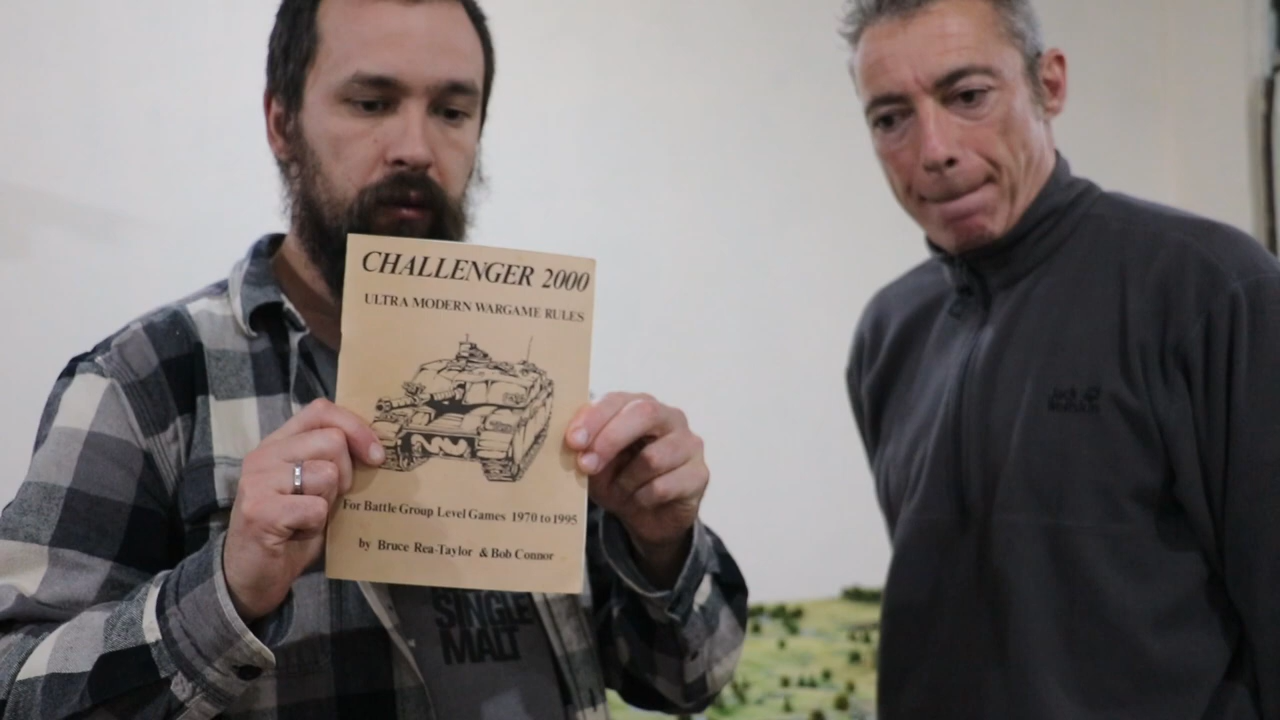 CHALLENGER 2000
ULTRA MODERN WARGAME RULES
For Battle Group Level Games 1970 to 1995
by Bruce Rea-Taylor & Bob Connor
SINGLE
MALT